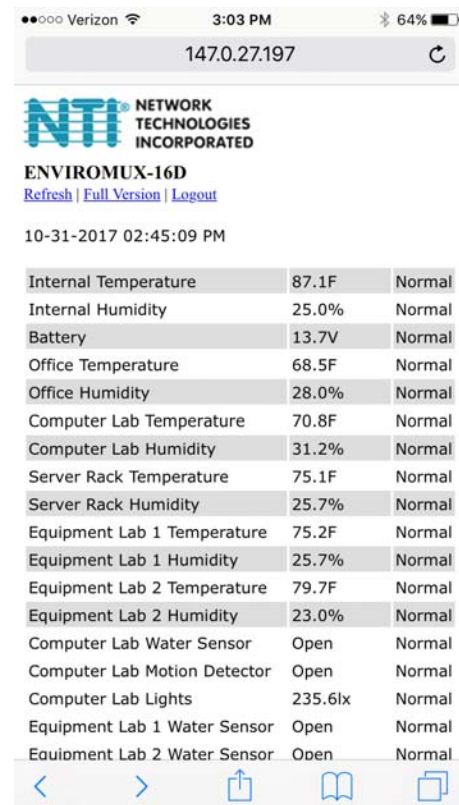 Verizon 3:03 PM 64%
147.0.27.197
NTI® NETWORK
TECHNOLOGIES
INCORPORATED
ENVIROMUX-16D
Refresh | Full Version | Logout
10-31-2017 02:45:09 PM
Internal Temperature 87.1F Normal
Internal Humidity 25.0% Normal
Battery 13.7V Normal
Office Temperature 68.5F Normal
Office Humidity 28.0% Normal
Computer Lab Temperature 70.8F Normal
Computer Lab Humidity 31.2% Normal
Server Rack Temperature 75.1F Normal
Server Rack Humidity 25.7% Normal
Equipment Lab 1 Temperature 75.2F Normal
Equipment Lab 1 Humidity 25.7% Normal
Equipment Lab 2 Temperature 79.7F Normal
Equipment Lab 2 Humidity 23.0% Normal
Computer Lab Water Sensor Open Normal
Computer Lab Motion Detector Open Normal
Computer Lab Lights 235.6lx Normal
Equipment Lab 1 Water Sensor Open Normal
Equipment Lab 2 Water Sensor Open Normal